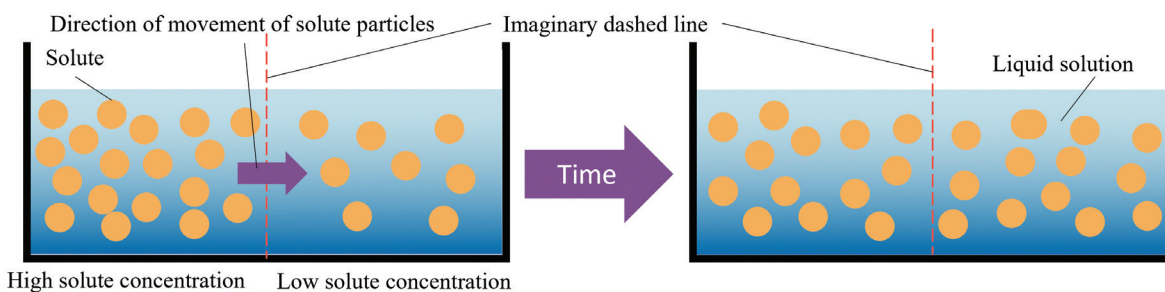 Direction of movement of solute particles
Imaginary dashed line
Solute
Liquid solution
Time
High solute concentration
Low solute concentration